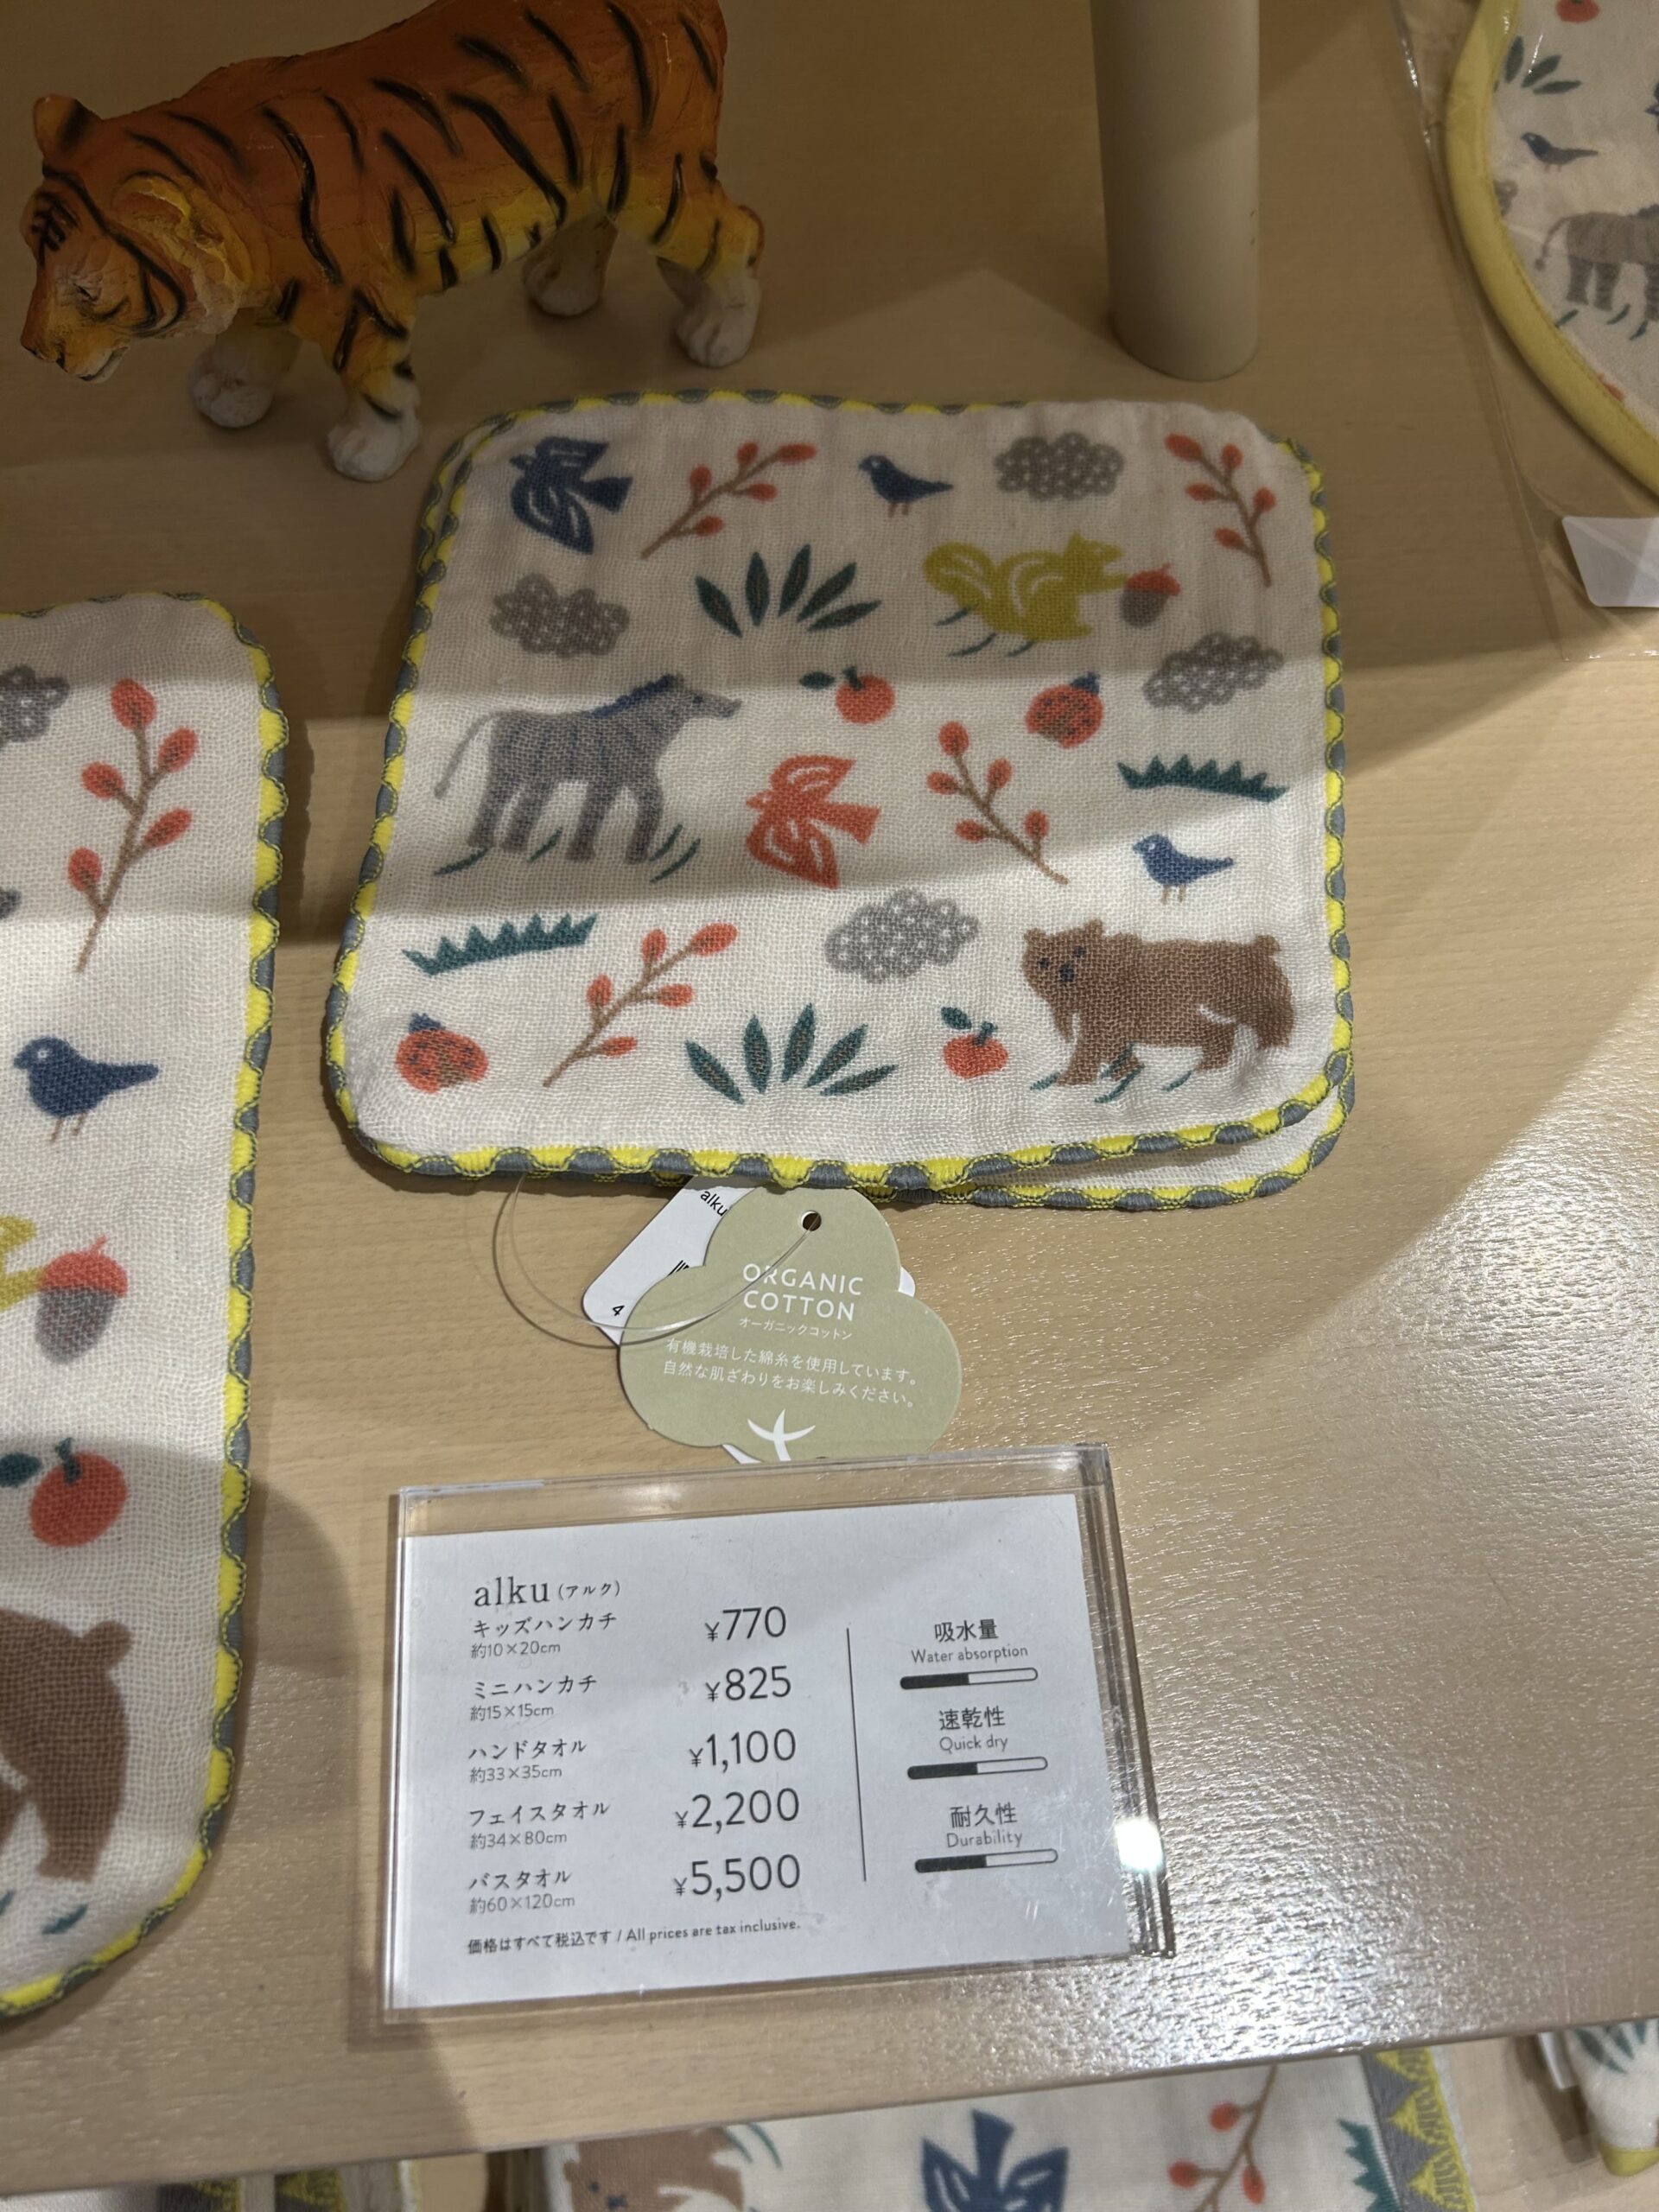 alku
4
ORGANIC
COTTON
オーガニックコットン
有機栽培した綿糸を使用しています。
自然な肌ざわりをお楽しみください。
alku(アルク)
キッズハンカチ ¥770
約10×20cm
ミニハンカチ ¥825
約15×15cm
ハンドタオル ¥1,100
約33×35cm
フェイスタオル ¥2,200
約34×80cm
バスタオル ¥5,500
約60×120cm
価格はすべて税込です / All prices are tax inclusive.
吸水量
Water absorption
速乾性
Quick dry
耐久性
Durability